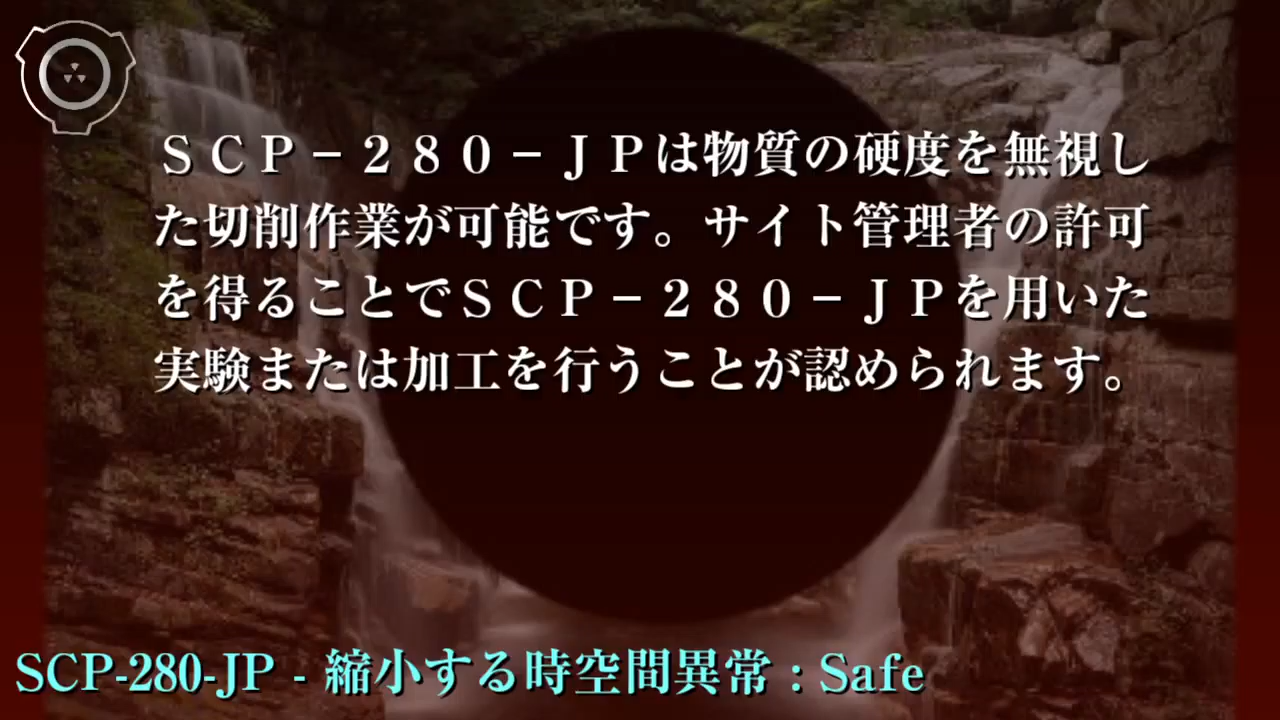 ＳＣＰ－２８０－ＪＰは物質の硬度を無視し
た切削作業が可能です。サイト管理者の許可
を得ることでＳＣＰ－２８０－ＪＰを用いた
実験または加工を行うことが認められます。
SCP-280-JP - 縮小する時空間異常 : Safe